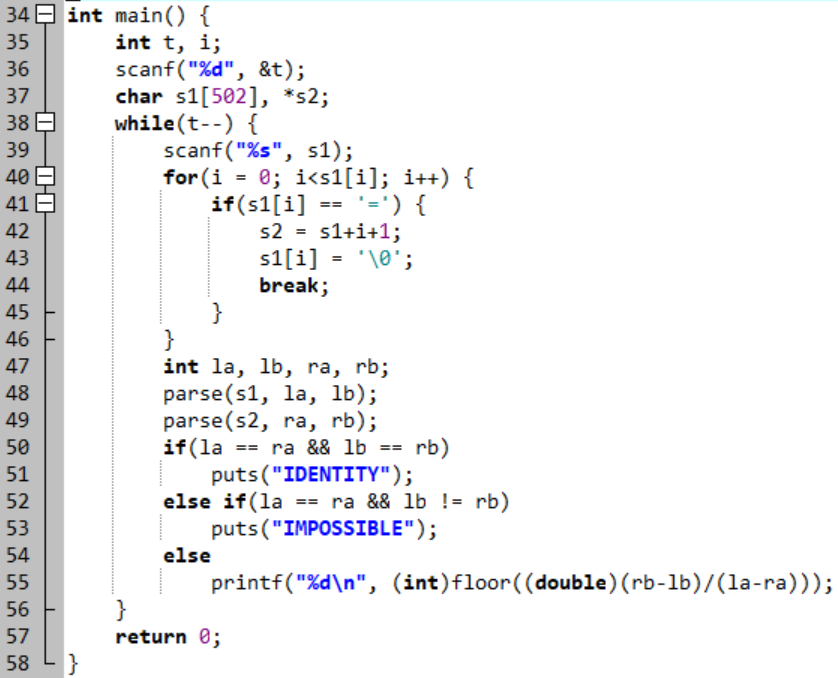 34 int main() {
35 int t, i;
36 scanf("%d", &t);
37 char s1[502], *s2;
38 while(t--) {
39 scanf("%s", s1);
40 for(i = 0; i<s1[i]; i++) {
41 if(s1[i] == '=') {
42 s2 = s1+i+1;
43 s1[i] = '\0';
44 break;
45 }
46 }
47 int la, lb, ra, rb;
48 parse(s1, la, lb);
49 parse(s2, ra, rb);
50 if(la == ra && lb == rb)
51 puts("IDENTITY");
52 else if(la == ra && lb != rb)
53 puts("IMPOSSIBLE");
54 else
55 printf("%d\n", (int)floor((double)(rb-lb)/(la-ra)));
56 }
57 return 0;
58 }